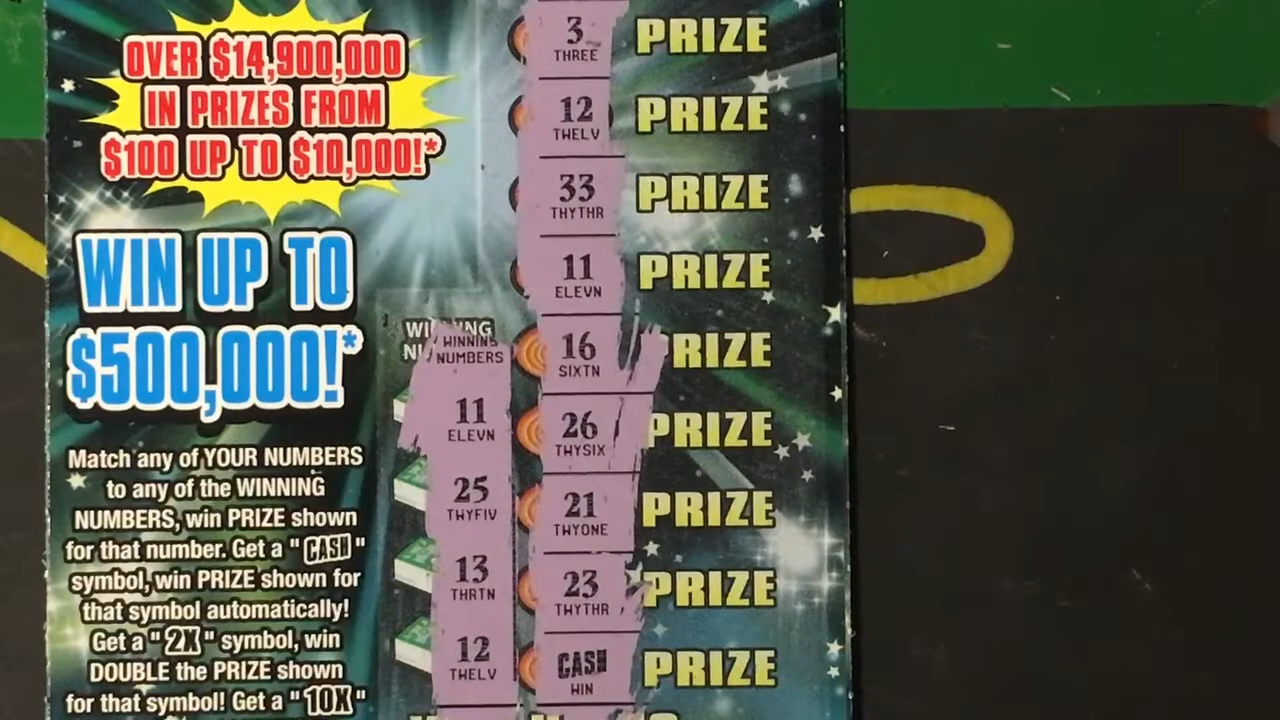 OVER $14,900,000
IN PRIZES FROM
$100 UP TO $10,000!*
WIN UP TO
$500,000!*
Match any of YOUR NUMBERS
to any of the WINNING
NUMBERS, win PRIZE shown
for that number. Get a "CASH"
symbol, win PRIZE shown for
that symbol automatically!
Get a "2X" symbol, win
DOUBLE the PRIZE shown
for that symbol! Get a "10X"
WINNING
NUMBERS
11
ELEVN
25
TWYFIV
13
THRTN
12
TWELV
3 PRIZE
THREE
12 PRIZE
TWELV
33 PRIZE
THYTHR
11 PRIZE
ELEVN
16 PRIZE
SIXTN
26 PRIZE
TWYSIX
21 PRIZE
TWYONE
23 PRIZE
TWYTHR
CASH PRIZE
WIN